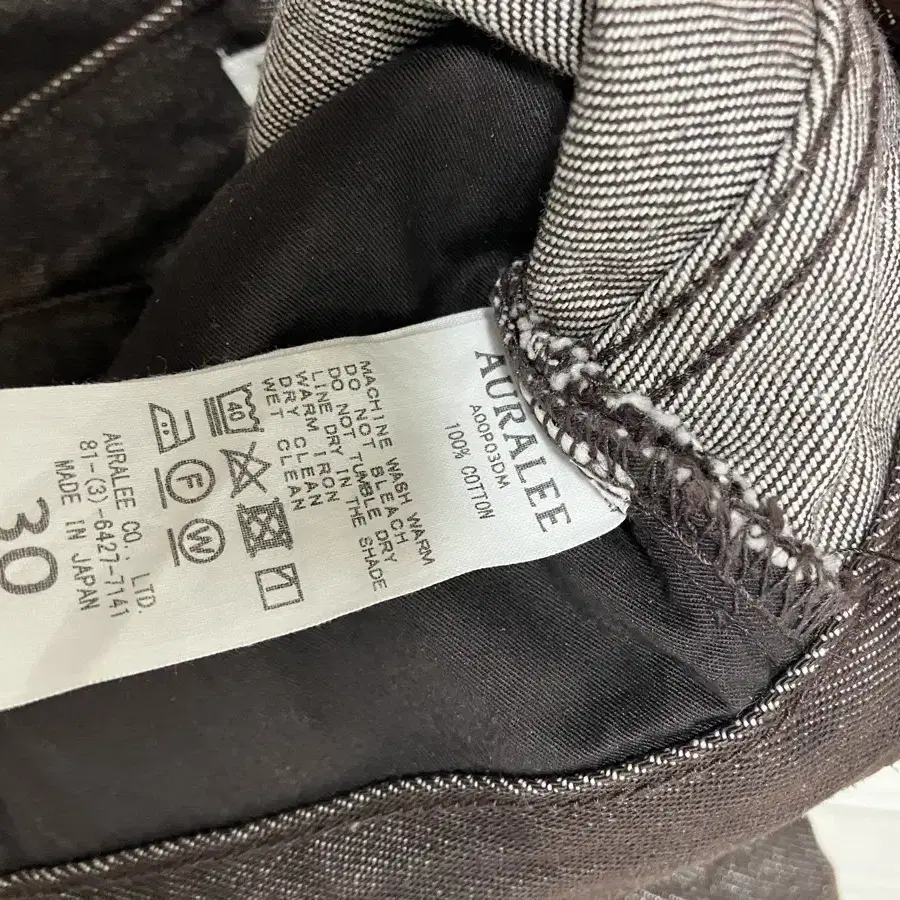 AURALEE
A00P03DM
100% COTTON
MACHINE WASH WARM
DO NOT BLEACH
DO NOT TUMBLE DRY
LINE DRY IN THE SHADE
WARM IRON
DRY CLEAN
WET CLEAN
40
F
W
AURALEE CO., LTD.
81-(3)-6427-7141
MADE IN JAPAN
30